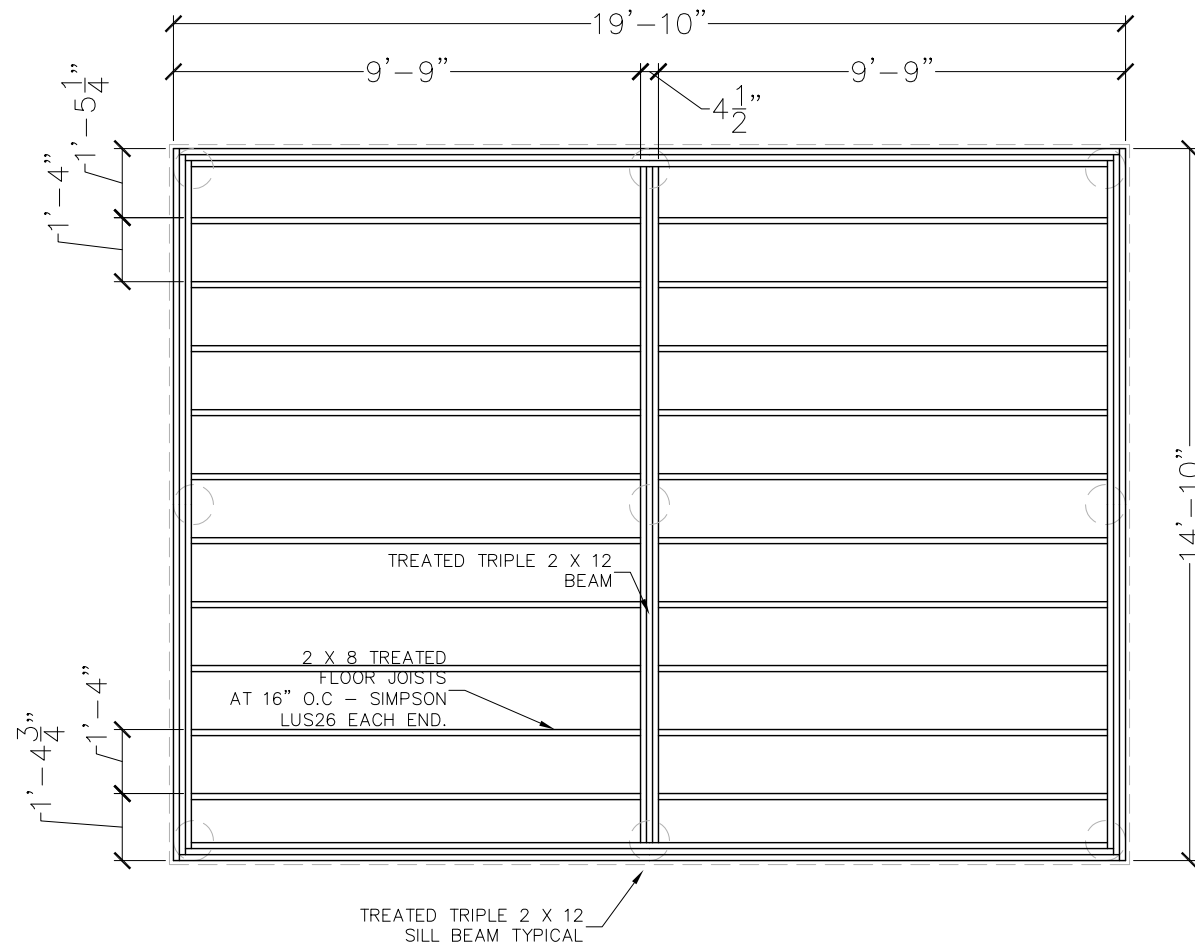 19'-10"
9'-9"
9'-9"
4 1/2"
1'-5 1/4"
1'-4"
14'-10"
TREATED TRIPLE 2 X 12
BEAM
2 X 8 TREATED
FLOOR JOISTS
AT 16" O.C - SIMPSON
LUS26 EACH END.
1'-4"
1'-4 3/4"
TREATED TRIPLE 2 X 12
SILL BEAM TYPICAL